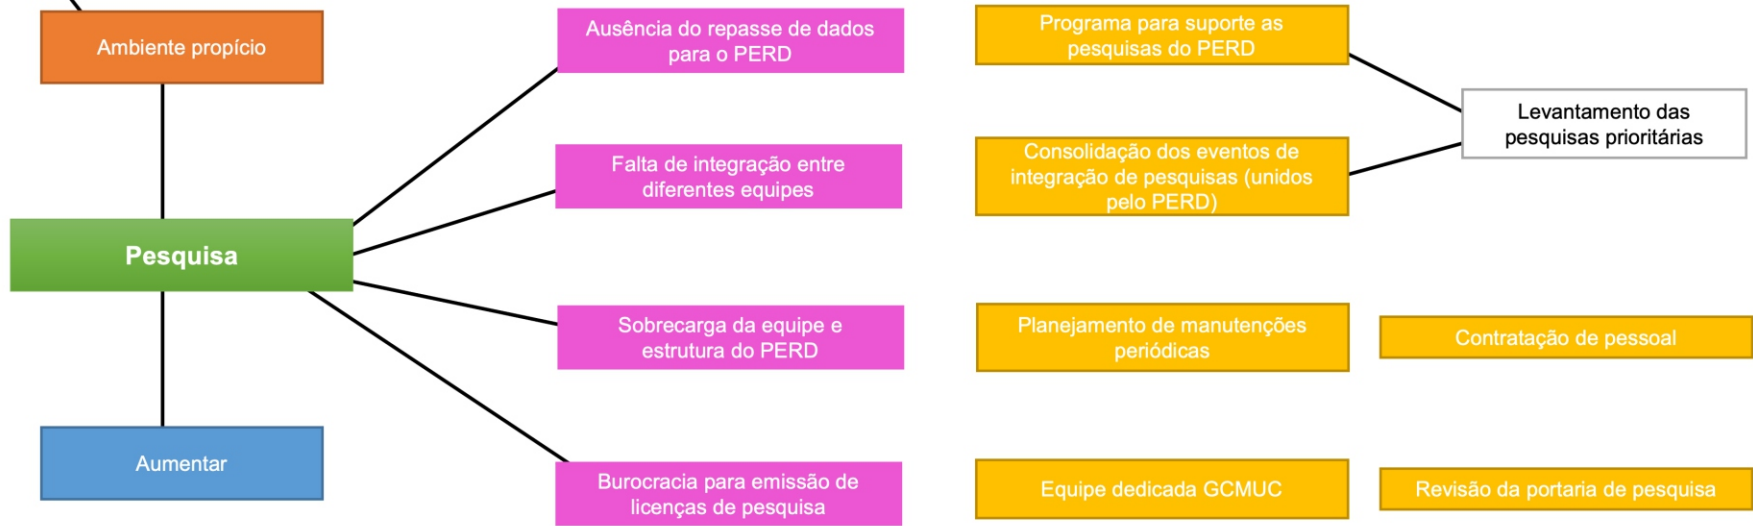 Ambiente propício
Pesquisa
Aumentar
Ausência do repasse de dados
para o PERD
Falta de integração entre
diferentes equipes
Sobrecarga da equipe e
estrutura do PERD
Burocracia para emissão de
licenças de pesquisa
Programa para suporte as
pesquisas do PERD
Consolidação dos eventos de
integração de pesquisas (unidos
pelo PERD)
Planejamento de manutenções
periódicas
Equipe dedicada GCMUC
Levantamento das
pesquisas prioritárias
Contratação de pessoal
Revisão da portaria de pesquisa